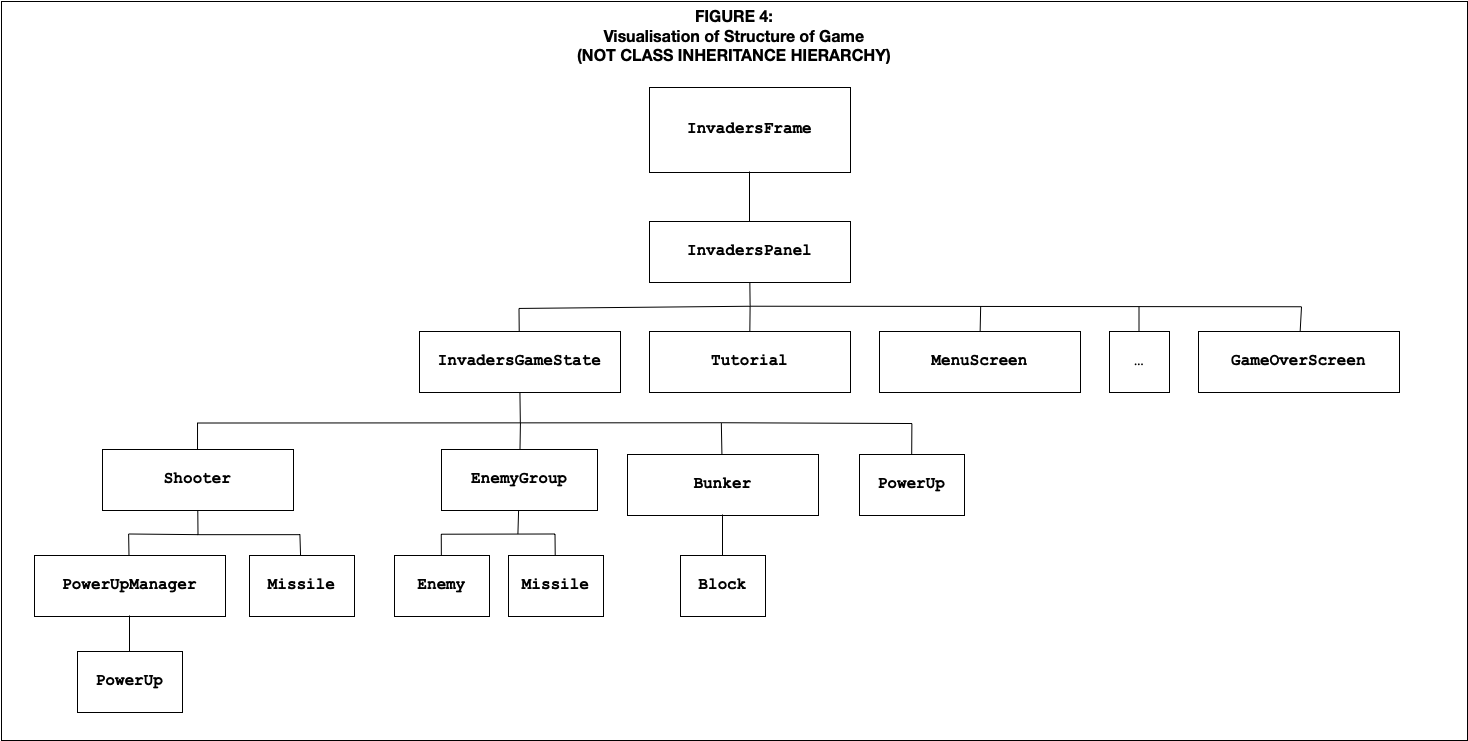 FIGURE 4:
Visualisation of Structure of Game
(NOT CLASS INHERITANCE HIERARCHY)
InvadersFrame
InvadersPanel
InvadersGameState
Tutorial
MenuScreen
…
GameOverScreen
Shooter
EnemyGroup
Bunker
PowerUp
PowerUpManager
Missile
Enemy
Missile
Block
PowerUp